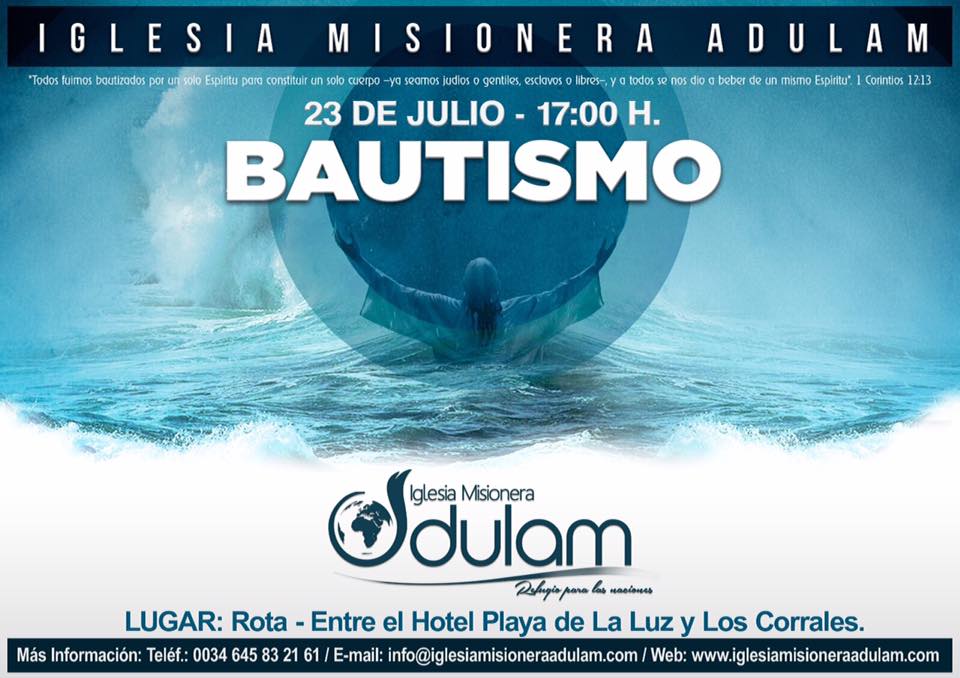 IGLESIA MISIONERA ADULAM
"Todos fuimos bautizados por un solo Espíritu para constituir un solo cuerpo –ya seamos judíos o gentiles, esclavos o libres–, y a todos se nos dio a beber de un mismo Espíritu". 1 Corintios 12:13
23 DE JULIO - 17:00 H.
BAUTISMO
Iglesia Misionera
Adulam
Refugio para las naciones
LUGAR: Rota - Entre el Hotel Playa de La Luz y Los Corrales.
Más Información: Teléf.: 0034 645 83 21 61 / E-mail: info@iglesiamisioneraadulam.com / Web: www.iglesiamisioneraadulam.com